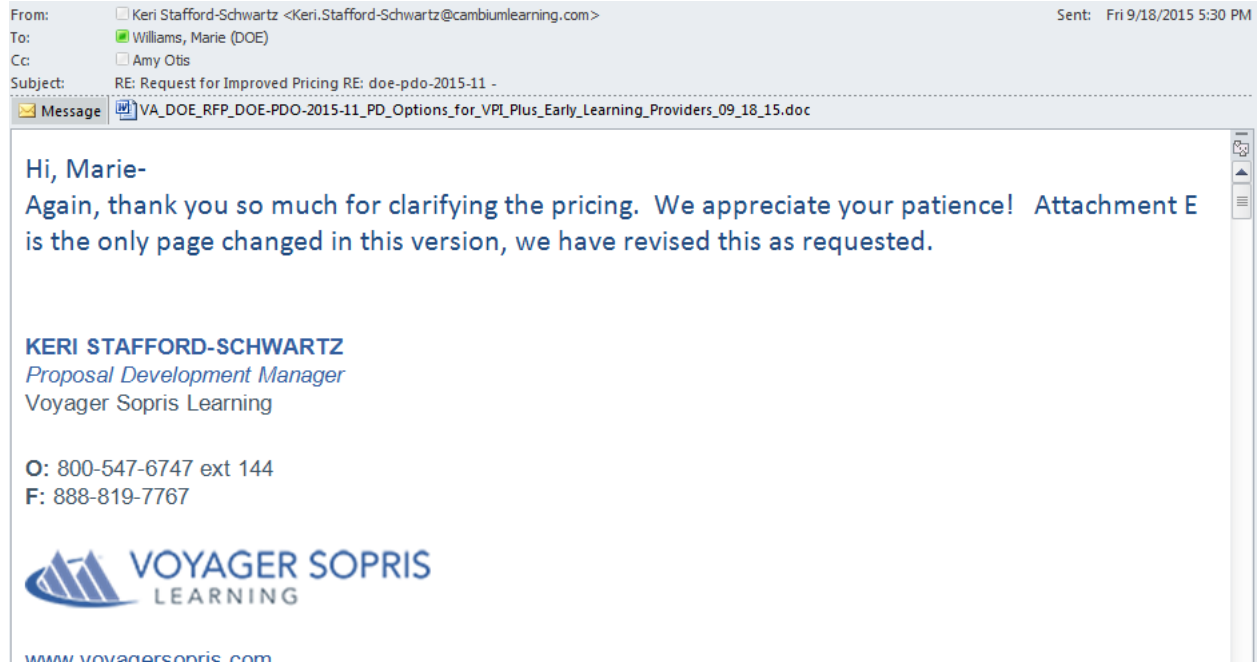 From: Keri Stafford-Schwartz <Keri.Stafford-Schwartz@cambiumlearning.com> Sent: Fri 9/18/2015 5:30 PM
To: Williams, Marie (DOE)
Cc: Amy Otis
Subject: RE: Request for Improved Pricing RE: doe-pdo-2015-11 -
Message VA_DOE_RFP_DOE-PDO-2015-11_PD_Options_for_VPI_Plus_Early_Learning_Providers_09_18_15.doc
Hi, Marie-
Again, thank you so much for clarifying the pricing.  We appreciate your patience!   Attachment E
is the only page changed in this version, we have revised this as requested.
KERI STAFFORD-SCHWARTZ
Proposal Development Manager
Voyager Sopris Learning
O: 800-547-6747 ext 144
F: 888-819-7767
VOYAGER SOPRIS
LEARNING
www.voyagersopris.com